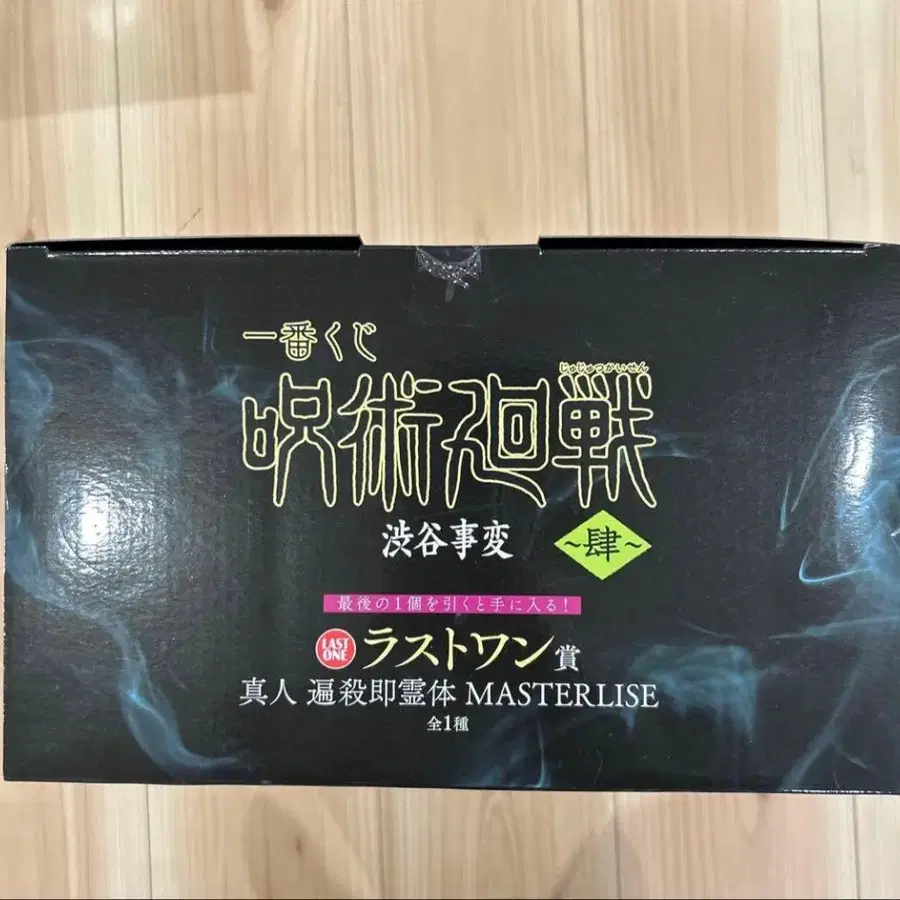 一番くじ
じゅじゅつかいせん
呪術廻戦
渋谷事変
~肆~
最後の1個を引くと手に入る!
LAST
ONE
ラストワン賞
真人 遍殺即霊体 MASTERLISE
全1種